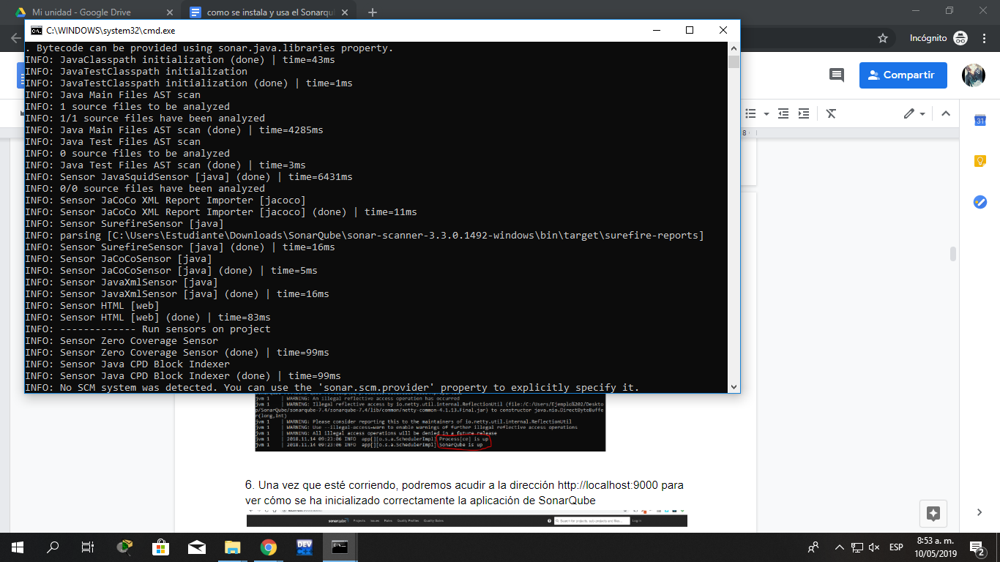 Mi unidad - Google Drive
como se instala y usa el Sonarqu
C:\WINDOWS\system32\cmd.exe
Incógnito
Compartir
. Bytecode can be provided using sonar.java.libraries property.
INFO: JavaClasspath initialization (done) | time=43ms
INFO: JavaTestClasspath initialization
INFO: JavaTestClasspath initialization (done) | time=1ms
INFO: Java Main Files AST scan
INFO: 1 source files to be analyzed
INFO: 1/1 source files have been analyzed
INFO: Java Main Files AST scan (done) | time=4285ms
INFO: Java Test Files AST scan
INFO: 0 source files to be analyzed
INFO: Java Test Files AST scan (done) | time=3ms
INFO: Sensor JavaSquidSensor [java] (done) | time=6431ms
INFO: 0/0 source files have been analyzed
INFO: Sensor JaCoCo XML Report Importer [jacoco]
INFO: Sensor JaCoCo XML Report Importer [jacoco] (done) | time=11ms
INFO: Sensor SurefireSensor [java]
INFO: parsing [C:\Users\Estudiante\Downloads\SonarQube\sonar-scanner-3.3.0.1492-windows\bin\target\surefire-reports]
INFO: Sensor SurefireSensor [java] (done) | time=16ms
INFO: Sensor JaCoCoSensor [java]
INFO: Sensor JaCoCoSensor [java] (done) | time=5ms
INFO: Sensor JavaXmlSensor [java]
INFO: Sensor JavaXmlSensor [java] (done) | time=16ms
INFO: Sensor HTML [web]
INFO: Sensor HTML [web] (done) | time=83ms
INFO: ------------- Run sensors on project
INFO: Sensor Zero Coverage Sensor
INFO: Sensor Zero Coverage Sensor (done) | time=99ms
INFO: Sensor Java CPD Block Indexer
INFO: Sensor Java CPD Block Indexer (done) | time=99ms
INFO: No SCM system was detected. You can use the 'sonar.scm.provider' property to explicitly specify it.
8
31
jvm 1 | WARNING: An illegal reflective access operation has occurred
jvm 1 | WARNING: Illegal reflective access by io.netty.util.internal.ReflectionUtil (file:/C:/Users/Ejemplo%202/Deskto
p/SonarQube/sonarqube-7.4/sonarqube-7.4/lib/common/netty-common-4.1.13.Final.jar) to constructor java.nio.DirectByteBuffe
r(long,int)
jvm 1 | WARNING: Please consider reporting this to the maintainers of io.netty.util.internal.ReflectionUtil
jvm 1 | WARNING: Use --illegal-access=warn to enable warnings of further illegal reflective access operations
jvm 1 | WARNING: All illegal access operations will be denied in a future release
jvm 1 | 2018.11.14 09:23:06 INFO app[][o.s.a.SchedulerImpl] Process[ce] is up
jvm 1 | 2018.11.14 09:23:06 INFO app[][o.s.a.SchedulerImpl] SonarQube is up
6. Una vez que esté corriendo, podremos acudir a la dirección http://localhost:9000 para
ver cómo se ha inicializado correctamente la aplicación de SonarQube
sonarqube Projects Issues Rules Quality Profiles Quality Gates Search for projects, sub-projects and files... Log in
DEV
ESP
8:53 a. m.
10/05/2019
2